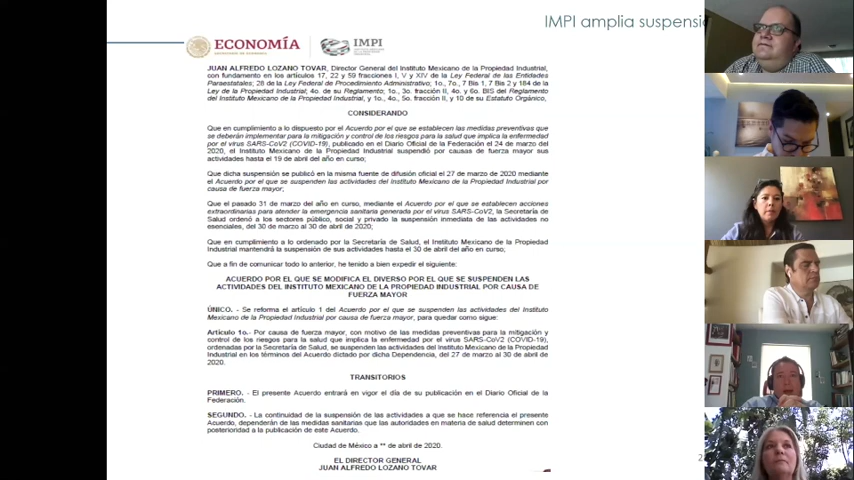 IMPI amplia suspensió
ECONOMÍA
IMPI
JUAN ALFREDO LOZANO TOVAR, Director General del Instituto Mexicano de la Propiedad Industrial,
con fundamento en los artículos 17, 22 y 59 fracciones I, V y XIV de la Ley Federal de las Entidades
Paraestatales; 28 de la Ley Federal de Procedimiento Administrativo; 1o., 7o., 7 Bis 1, 7 Bis 2 y 184 de la
Ley de la Propiedad Industrial; 4o. de su Reglamento; 1o., 3o. fracción II, 4o. y 6o. BIS del Reglamento
del Instituto Mexicano de la Propiedad Industrial, y 1o., 4o., 5o. fracción II, y 10 de su Estatuto Orgánico,
CONSIDERANDO
Que en cumplimiento a lo dispuesto por el Acuerdo por el que se establecen las medidas preventivas que
se deberán implementar para la mitigación y control de los riesgos para la salud que implica la enfermedad
por el virus SARS-CoV2 (COVID-19), publicado en el Diario Oficial de la Federación el 24 de marzo del
2020, el Instituto Mexicano de la Propiedad Industrial suspendió por causas de fuerza mayor sus
actividades hasta el 19 de abril del año en curso;
Que dicha suspensión se publicó en la misma fuente de difusión oficial el 27 de marzo de 2020 mediante
el Acuerdo por el que se suspenden las actividades del Instituto Mexicano de la Propiedad Industrial por
causa de fuerza mayor;
Que el pasado 31 de marzo del año en curso, mediante el Acuerdo por el que se establecen acciones
extraordinarias para atender la emergencia sanitaria generada por el virus SARS-CoV2, la Secretaría de
Salud ordenó a los sectores público, social y privado la suspensión inmediata de las actividades no
esenciales, del 30 de marzo al 30 de abril de 2020;
Que en cumplimiento a lo ordenado por la Secretaría de Salud, el Instituto Mexicano de la Propiedad
Industrial mantendrá la suspensión de sus actividades hasta el 30 de abril del año en curso;
Que a fin de comunicar todo lo anterior, he tenido a bien expedir el siguiente:
ACUERDO POR EL QUE SE MODIFICA EL DIVERSO POR EL QUE SE SUSPENDEN LAS
ACTIVIDADES DEL INSTITUTO MEXICANO DE LA PROPIEDAD INDUSTRIAL POR CAUSA DE
FUERZA MAYOR
ÚNICO. - Se reforma el artículo 1 del Acuerdo por el que se suspenden las actividades del Instituto
Mexicano de la Propiedad Industrial por causa de fuerza mayor, para quedar como sigue:
Artículo 1o.- Por causa de fuerza mayor, con motivo de las medidas preventivas para la mitigación y
control de los riesgos para la salud que implica la enfermedad por el virus SARS-CoV2 (COVID-19),
ordenadas por la Secretaría de Salud, se suspenden las actividades del Instituto Mexicano de la Propiedad
Industrial en los términos del Acuerdo dictado por dicha Dependencia, del 27 de marzo al 30 de abril de
2020.
TRANSITORIOS
PRIMERO. - El presente Acuerdo entrará en vigor el día de su publicación en el Diario Oficial de la
Federación.
SEGUNDO. - La continuidad de la suspensión de las actividades a que se hace referencia el presente
Acuerdo, dependerán de las medidas sanitarias que las autoridades en materia de salud determinen con
posterioridad a la publicación de este Acuerdo.
Ciudad de México a ** de abril de 2020.
EL DIRECTOR GENERAL
JUAN ALFREDO LOZANO TOVAR
2